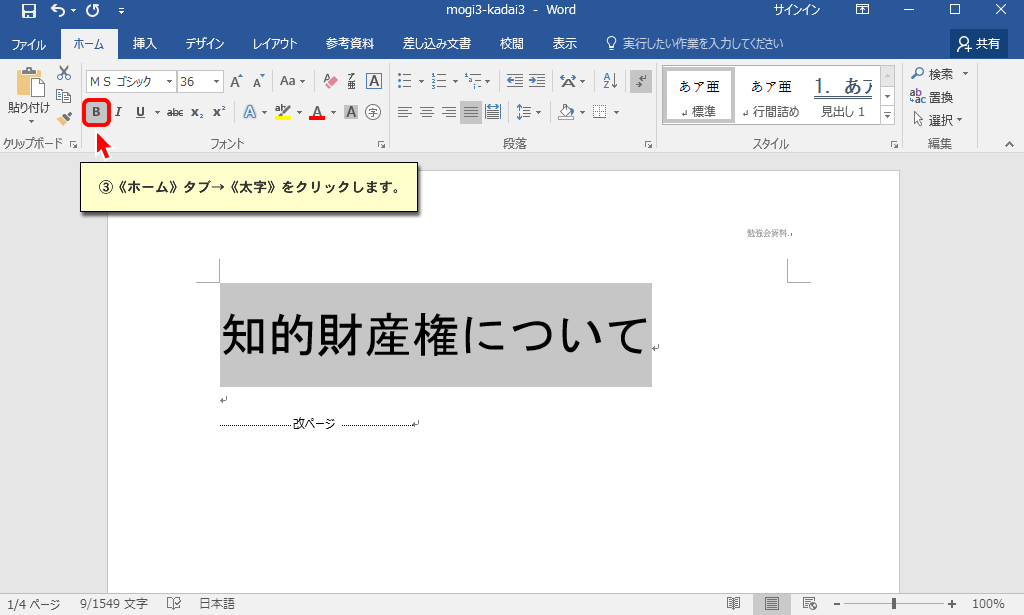 mogi3-kadai3 - Word
サインイン
ファイル ホーム 挿入 デザイン レイアウト 参考資料 差し込み文書 校閲 表示 実行したい作業を入力してください 共有
貼り付け
クリップボード
ＭＳ ゴシック 36 A A Aa A
B I U abc x₂ x² A A A 字
フォント
段落
あア亜 あア亜 1. あア
↲標準 ↲行間詰め 見出し 1
スタイル
検索
置換
選択
編集
③《ホーム》タブ→《太字》をクリックします。
勉強会資料
知的財産権について
改ページ
1/4 ページ 9/1549 文字 日本語 100%